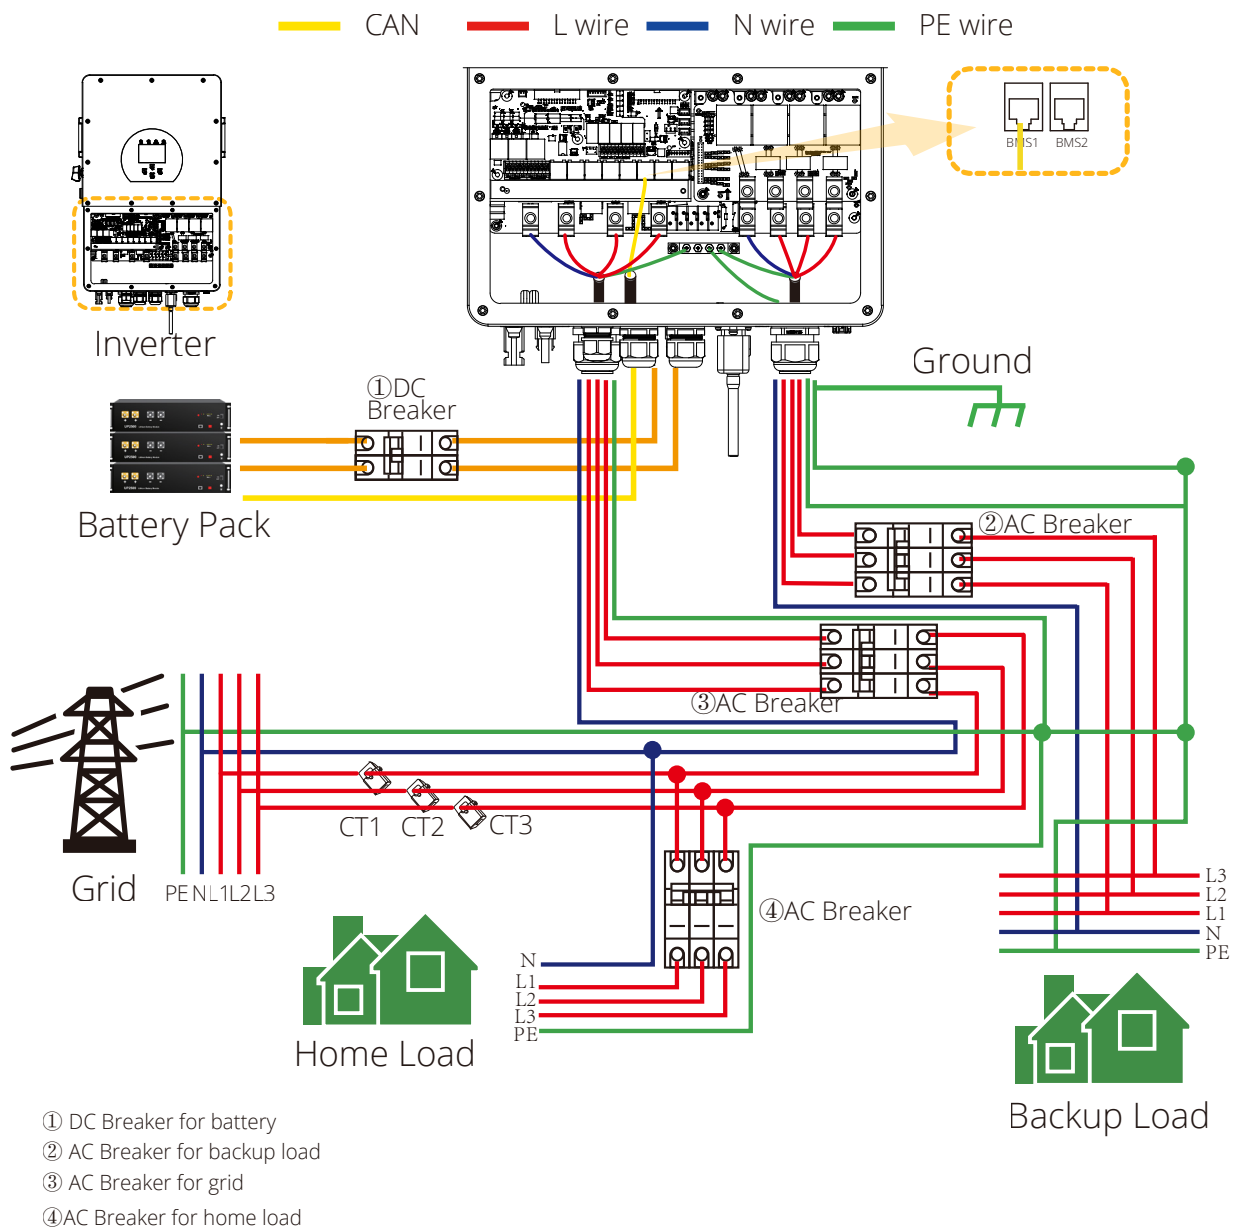 CAN L wire N wire PE wire
BMS1 BMS2
Inverter
Ground
①DC
Breaker
Battery Pack
②AC Breaker
③AC Breaker
CT1 CT2 CT3
Grid
PE N L1 L2 L3
④AC Breaker
L3
L2
L1
N
PE
N
L1
L2
L3
PE
Home Load
Backup Load
① DC Breaker for battery
② AC Breaker for backup load
③ AC Breaker for grid
④AC Breaker for home load